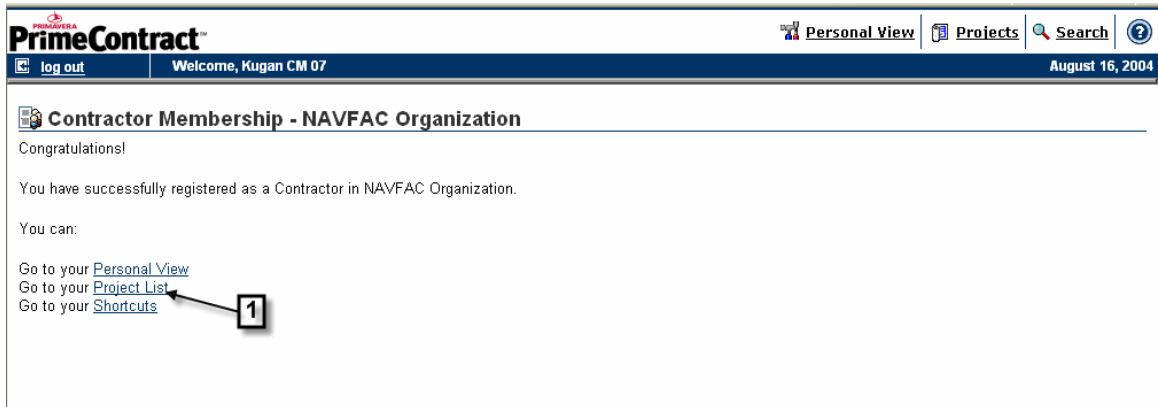 PRIMAVERA
PrimeContract™
Personal View Projects Search ?
log out Welcome, Kugan CM 07 August 16, 2004
Contractor Membership - NAVFAC Organization
Congratulations!
You have successfully registered as a Contractor in NAVFAC Organization.
You can:
Go to your Personal View
Go to your Project List
Go to your Shortcuts
1